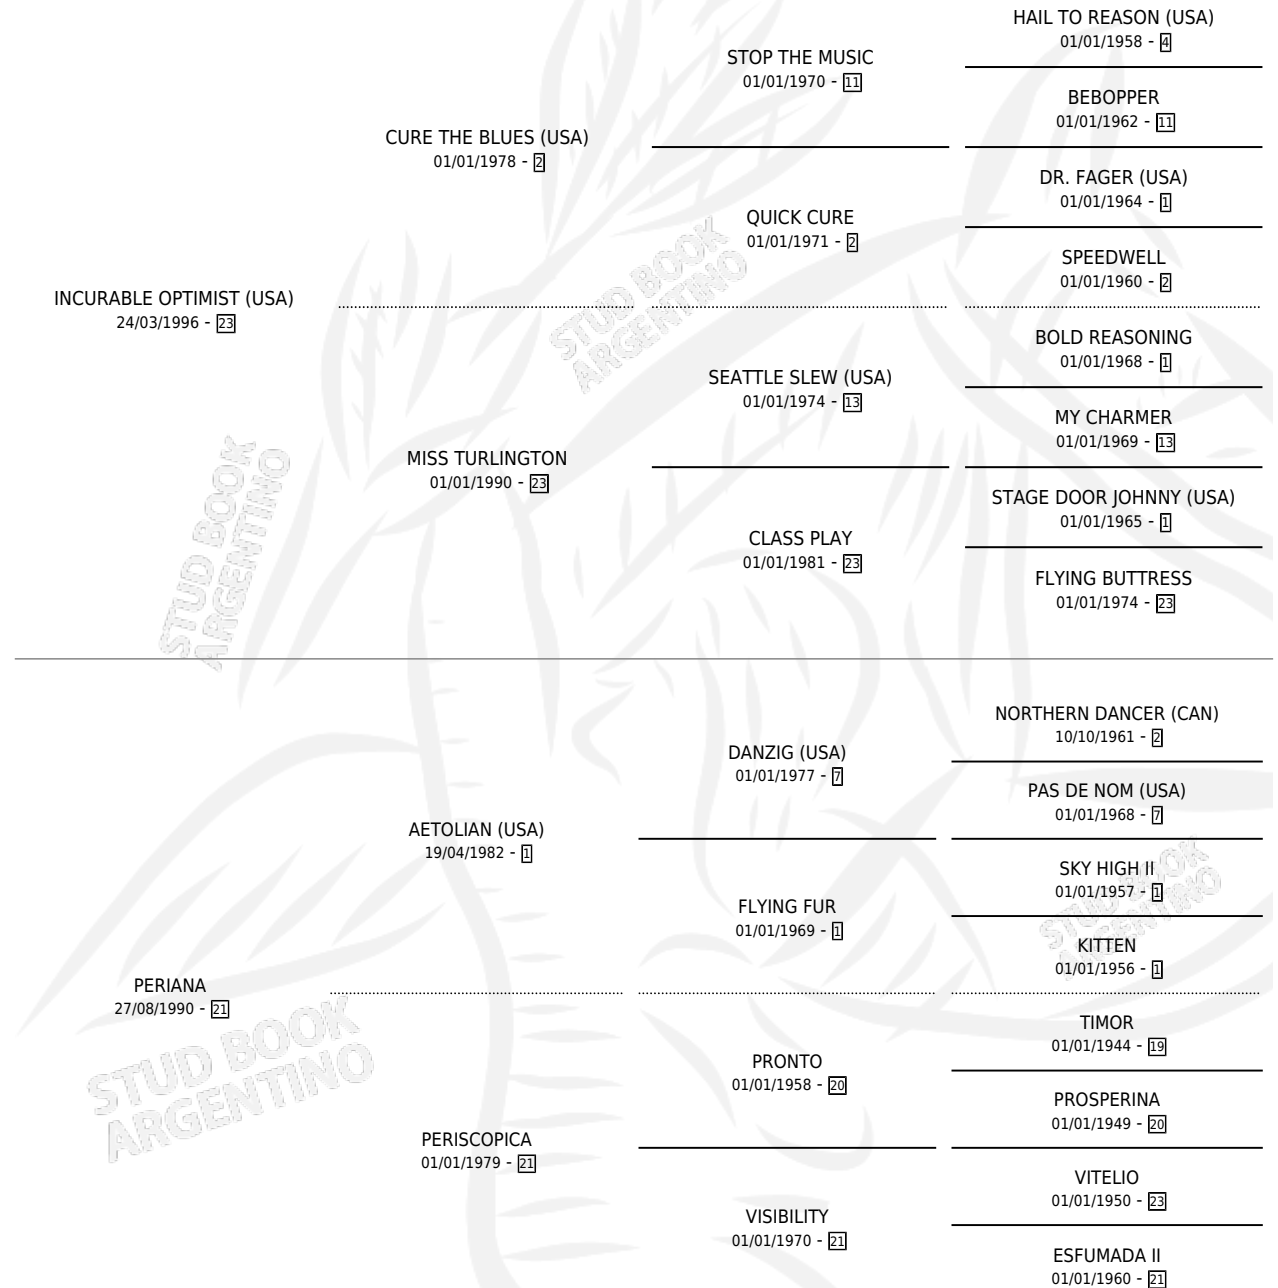 HAIL TO REASON (USA)
01/01/1958 - 4
STOP THE MUSIC
01/01/1970 - 11
BEBOPPER
01/01/1962 - 11
CURE THE BLUES (USA)
01/01/1978 - 2
DR. FAGER (USA)
01/01/1964 - 1
QUICK CURE
01/01/1971 - 2
SPEEDWELL
01/01/1960 - 2
INCURABLE OPTIMIST (USA)
24/03/1996 - 23
BOLD REASONING
01/01/1968 - 1
SEATTLE SLEW (USA)
01/01/1974 - 13
MY CHARMER
01/01/1969 - 13
MISS TURLINGTON
01/01/1990 - 23
STAGE DOOR JOHNNY (USA)
01/01/1965 - 1
CLASS PLAY
01/01/1981 - 23
FLYING BUTTRESS
01/01/1974 - 23
NORTHERN DANCER (CAN)
10/10/1961 - 2
DANZIG (USA)
01/01/1977 - 7
PAS DE NOM (USA)
01/01/1968 - 7
AETOLIAN (USA)
19/04/1982 - 1
SKY HIGH II
01/01/1957 - 1
FLYING FUR
01/01/1969 - 1
KITTEN
01/01/1956 - 1
PERIANA
27/08/1990 - 21
TIMOR
01/01/1944 - 19
PRONTO
01/01/1958 - 20
PROSPERINA
01/01/1949 - 20
PERISCOPICA
01/01/1979 - 21
VITELIO
01/01/1950 - 23
VISIBILITY
01/01/1970 - 21
ESFUMADA II
01/01/1960 - 21
STUD BOOK
ARGENTINO
STUD BOOK
ARGENTINO
STUD BOOK
ARGENTINO
STUD BOOK
ARGENTINO